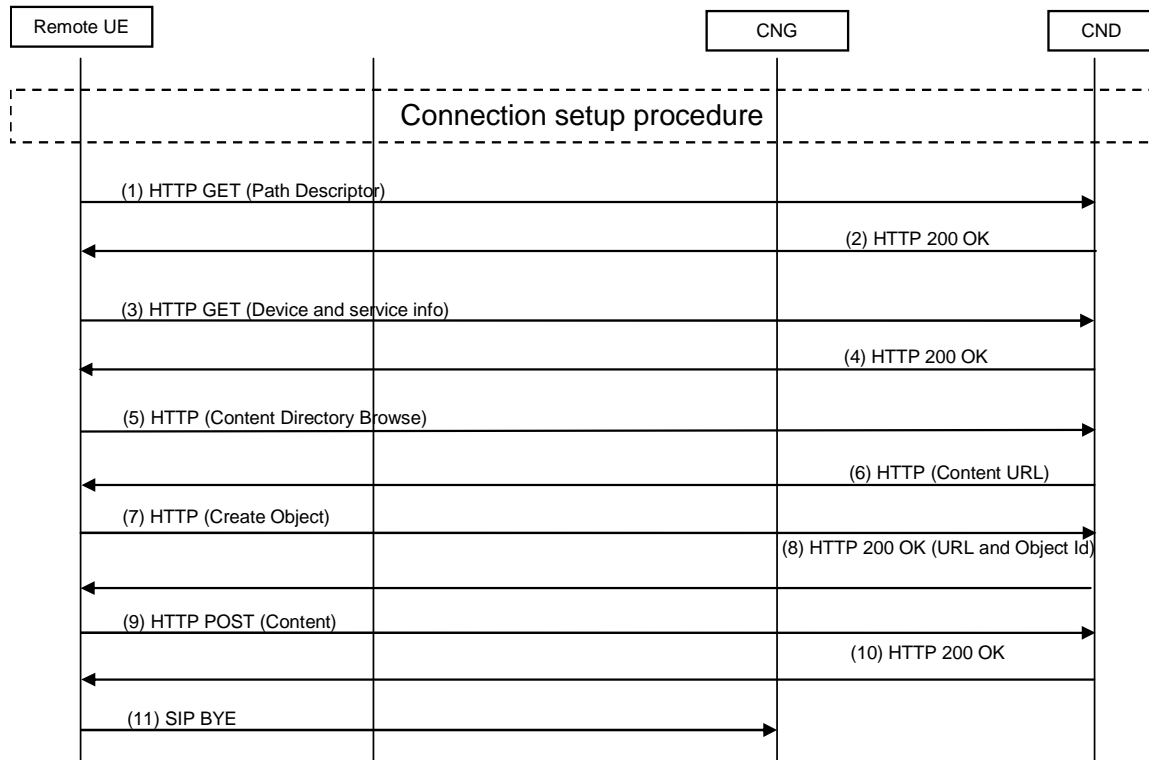 Remote UE
CNG
CND
Connection setup procedure
(1) HTTP GET (Path Descriptor)
(2) HTTP 200 OK
(3) HTTP GET (Device and service info)
(4) HTTP 200 OK
(5) HTTP (Content Directory Browse)
(6) HTTP (Content URL)
(7) HTTP (Create Object)
(8) HTTP 200 OK (URL and Object Id)
(9) HTTP POST (Content)
(10) HTTP 200 OK
(11) SIP BYE